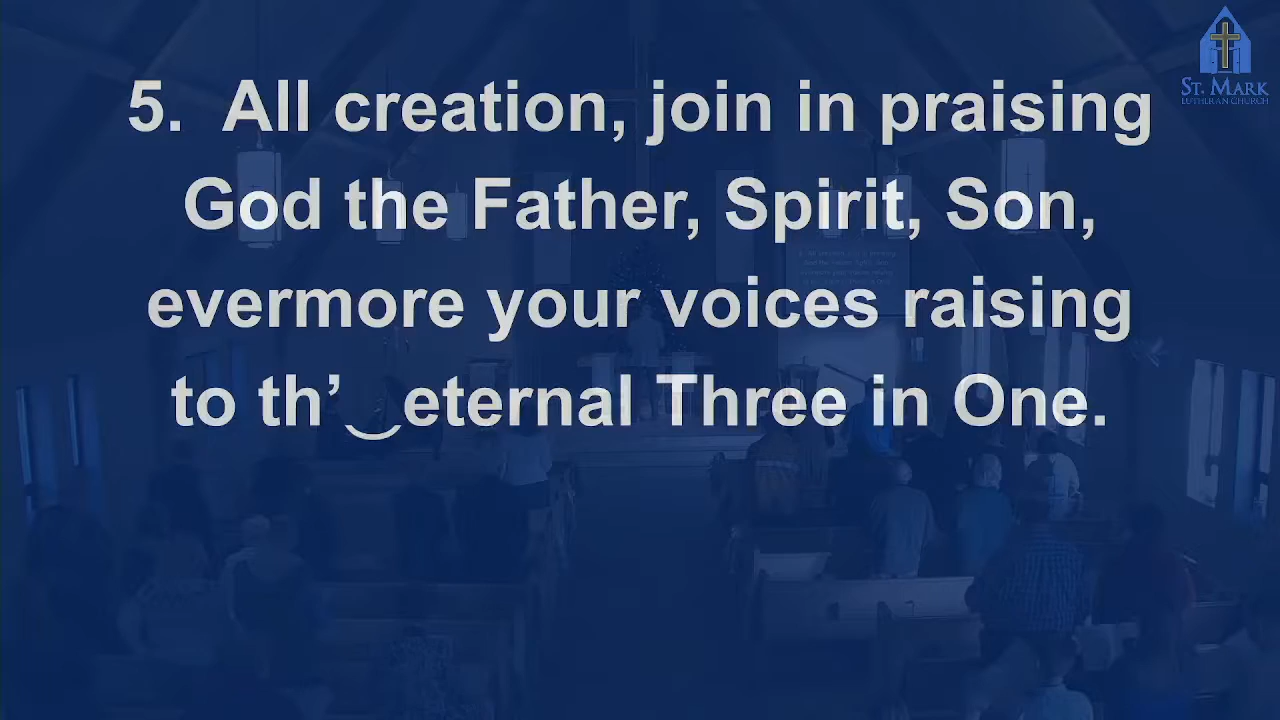 ST. MARK
LUTHERAN CHURCH
5. All creation, join in praising
God the Father, Spirit, Son,
evermore your voices raising
to th’‿eternal Three in One.